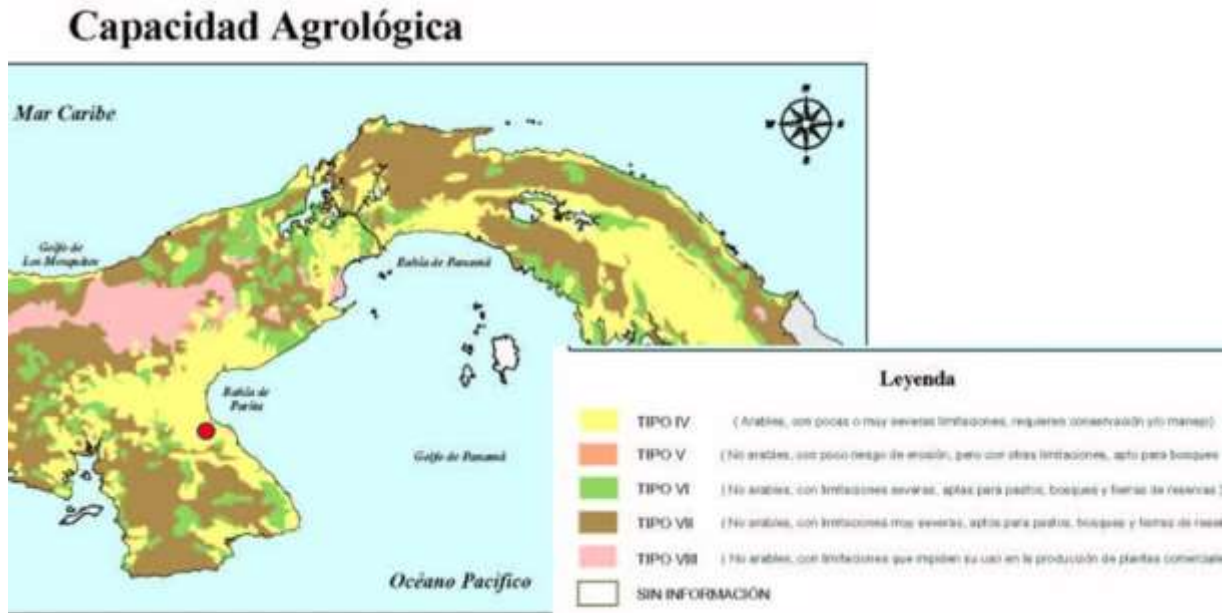 Capacidad Agrológica
Mar Caribe
N
W
E
S
Golfo de
Los Mosquitos
Bahía de Panamá
Bahía de
Parita
Golfo de Panamá
Océano Pacífico
Leyenda
TIPO IV ( Arables, con pocas o muy severas limitaciones, requieren conservación y/o manejo)
TIPO V ( No arables, con poco riesgo de erosión, pero con otras limitaciones, apto para bosques
TIPO VI ( No arables, con limitaciones severas, aptas para pastos, bosques y tierras de reservas )
TIPO VII ( No arables, con limitaciones muy severas, aptos para pastos, bosques y tierras de
TIPO VIII ( No arables, con limitaciones que impiden su uso en la producción de plantas
SIN INFORMACIÓN